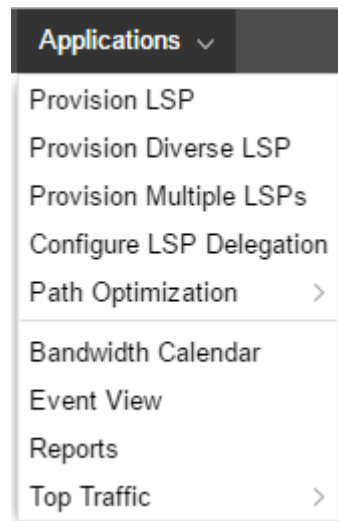 Applications
Provision LSP
Provision Diverse LSP
Provision Multiple LSPs
Configure LSP Delegation
Path Optimization
Bandwidth Calendar
Event View
Reports
Top Traffic